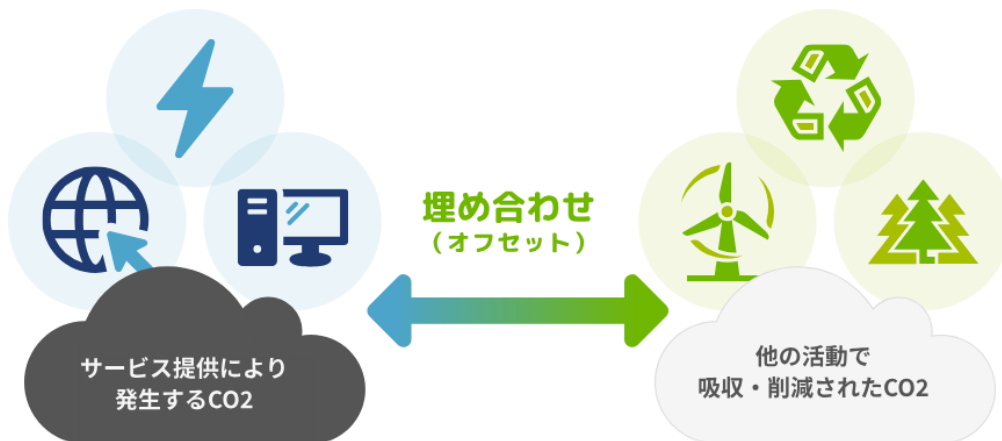 埋め合わせ
（オフセット）
サービス提供により
発生するCO2
他の活動で
吸収・削減されたCO2